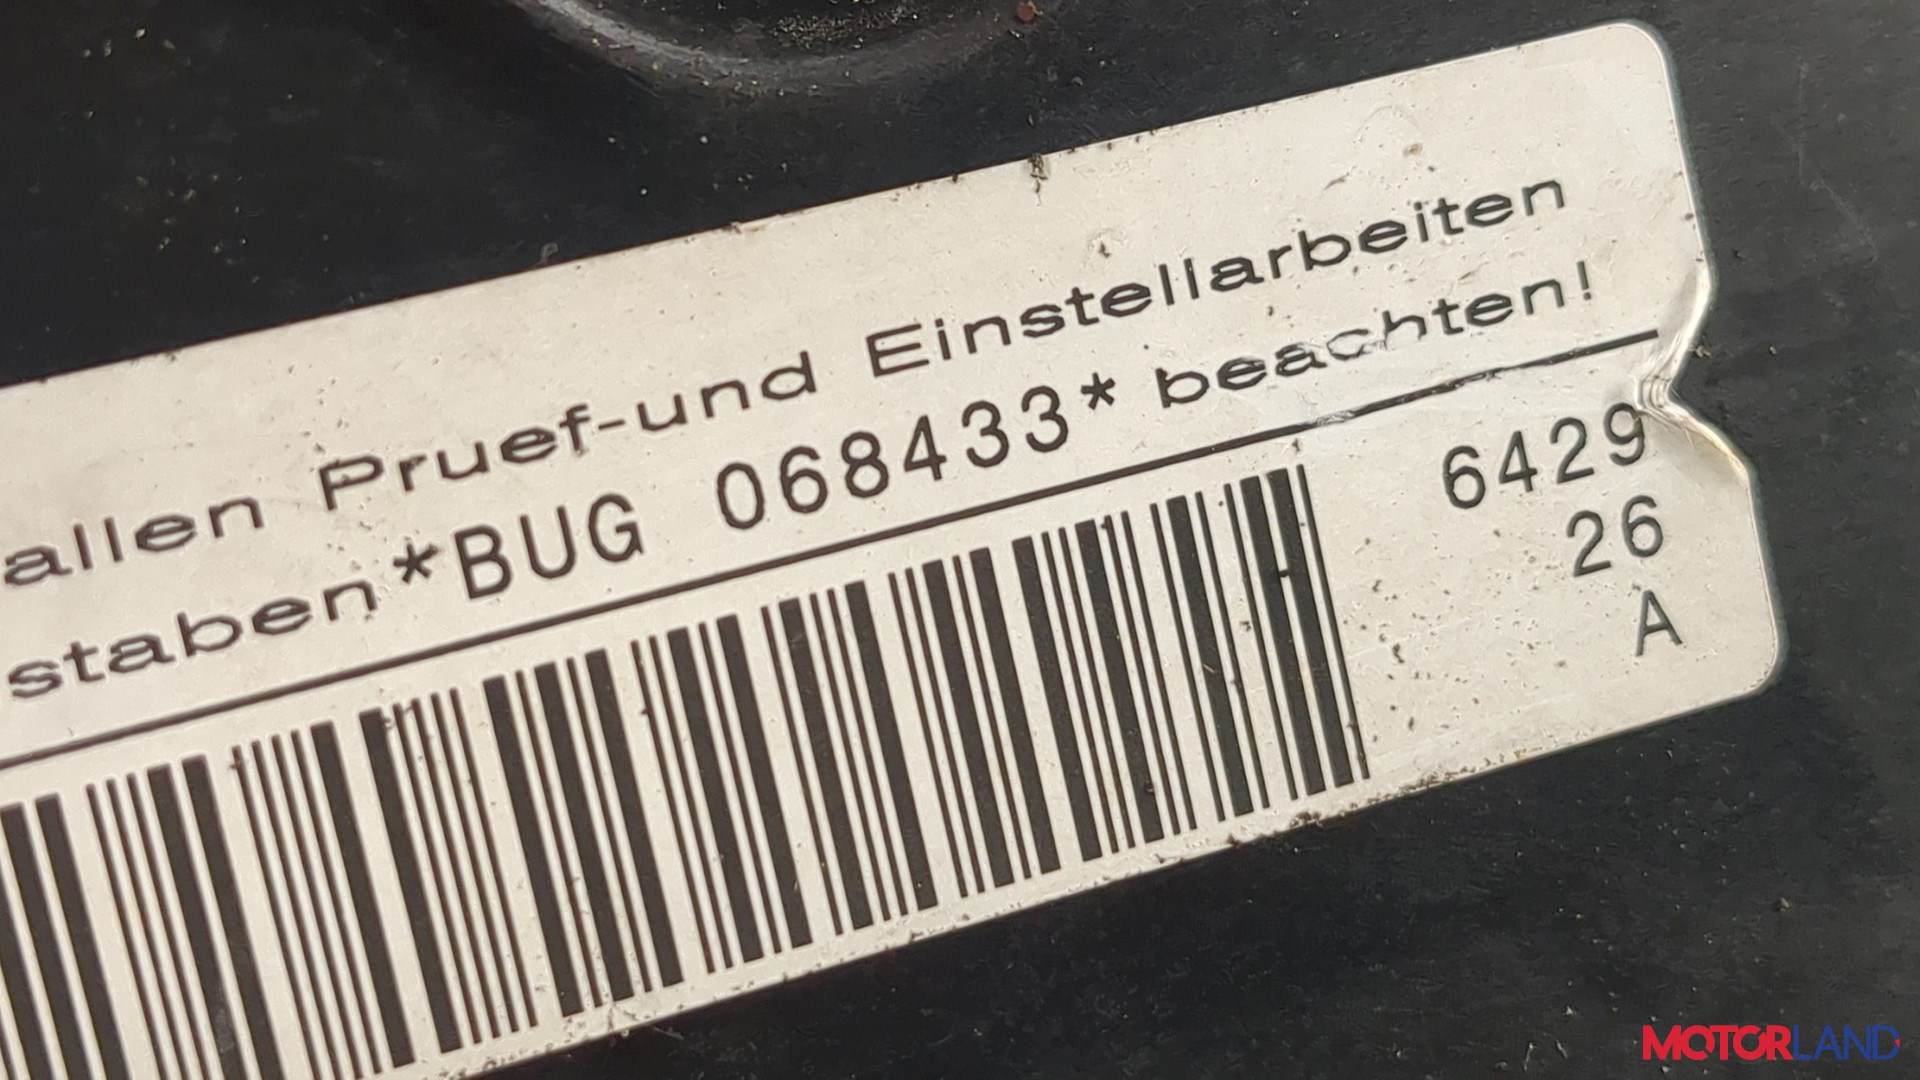 allen Pruef-und Einstellarbeiten
staben*BUG 068433* beachten!
6429
26
A
MOTORLAND